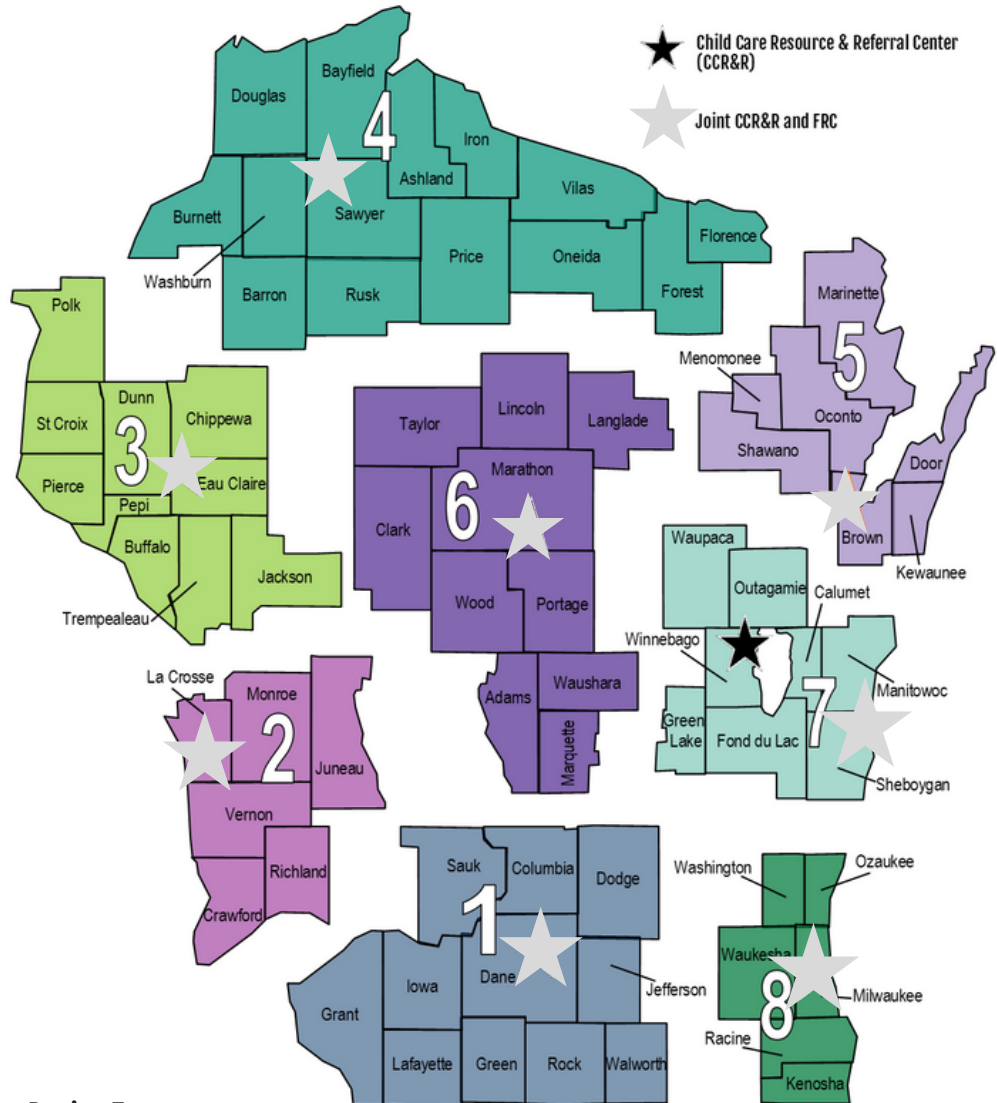 Child Care Resource & Referral Center
(CCR&R)
Joint CCR&R and FRC
Bayfield
Douglas
4
Iron
Ashland
Vilas
Burnett
Sawyer
Florence
Price
Oneida
Washburn
Barron
Rusk
Forest
Polk
Marinette
5
Menomonee
Dunn
Lincoln
St Croix
Chippewa
Taylor
Langlade
Oconto
3
Shawano
Marathon
Door
Pierce
Eau Claire
6
Pepi
Clark
Brown
Waupaca
Buffalo
Kewaunee
Jackson
Outagamie
Calumet
Wood
Portage
Trempealeau
Winnebago
La Crosse
Waushara
Manitowoc
Monroe
Adams
7
2
Green
Lake
Fond du Lac
Juneau
Marquette
Sheboygan
Vernon
Sauk
Columbia
Washington
Ozaukee
Richland
Dodge
Crawford
1
Waukesha
Dane
Iowa
Jefferson
8
Milwaukee
Grant
Racine
Lafayette
Green
Rock
Walworth
Kenosha